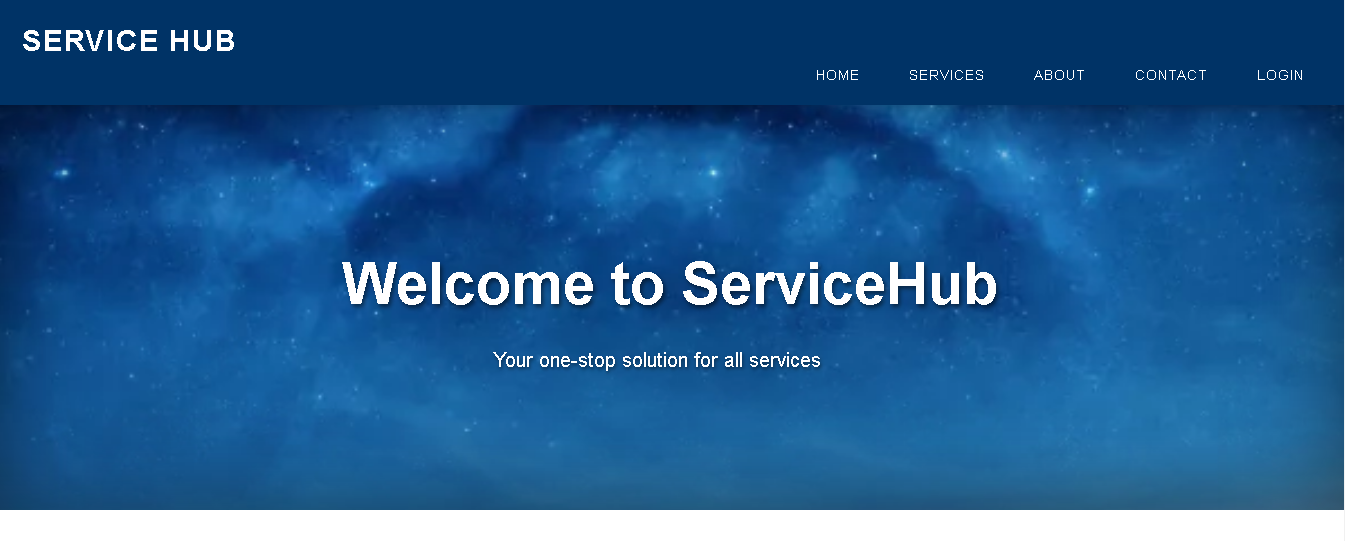 SERVICE HUB
HOME SERVICES ABOUT CONTACT LOGIN
Welcome to ServiceHub
Your one-stop solution for all services